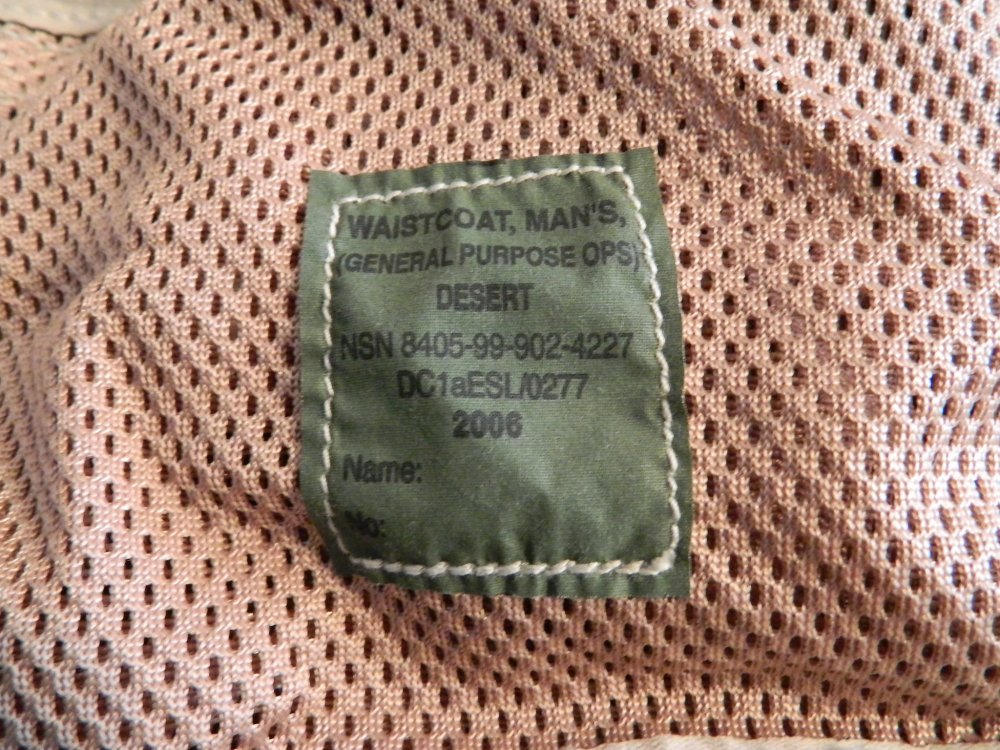 WAISTCOAT, MAN'S,
(GENERAL PURPOSE OPS)
DESERT
NSN 8405-99-902-4227
DC1aESL/0277
2006
Name:
No: